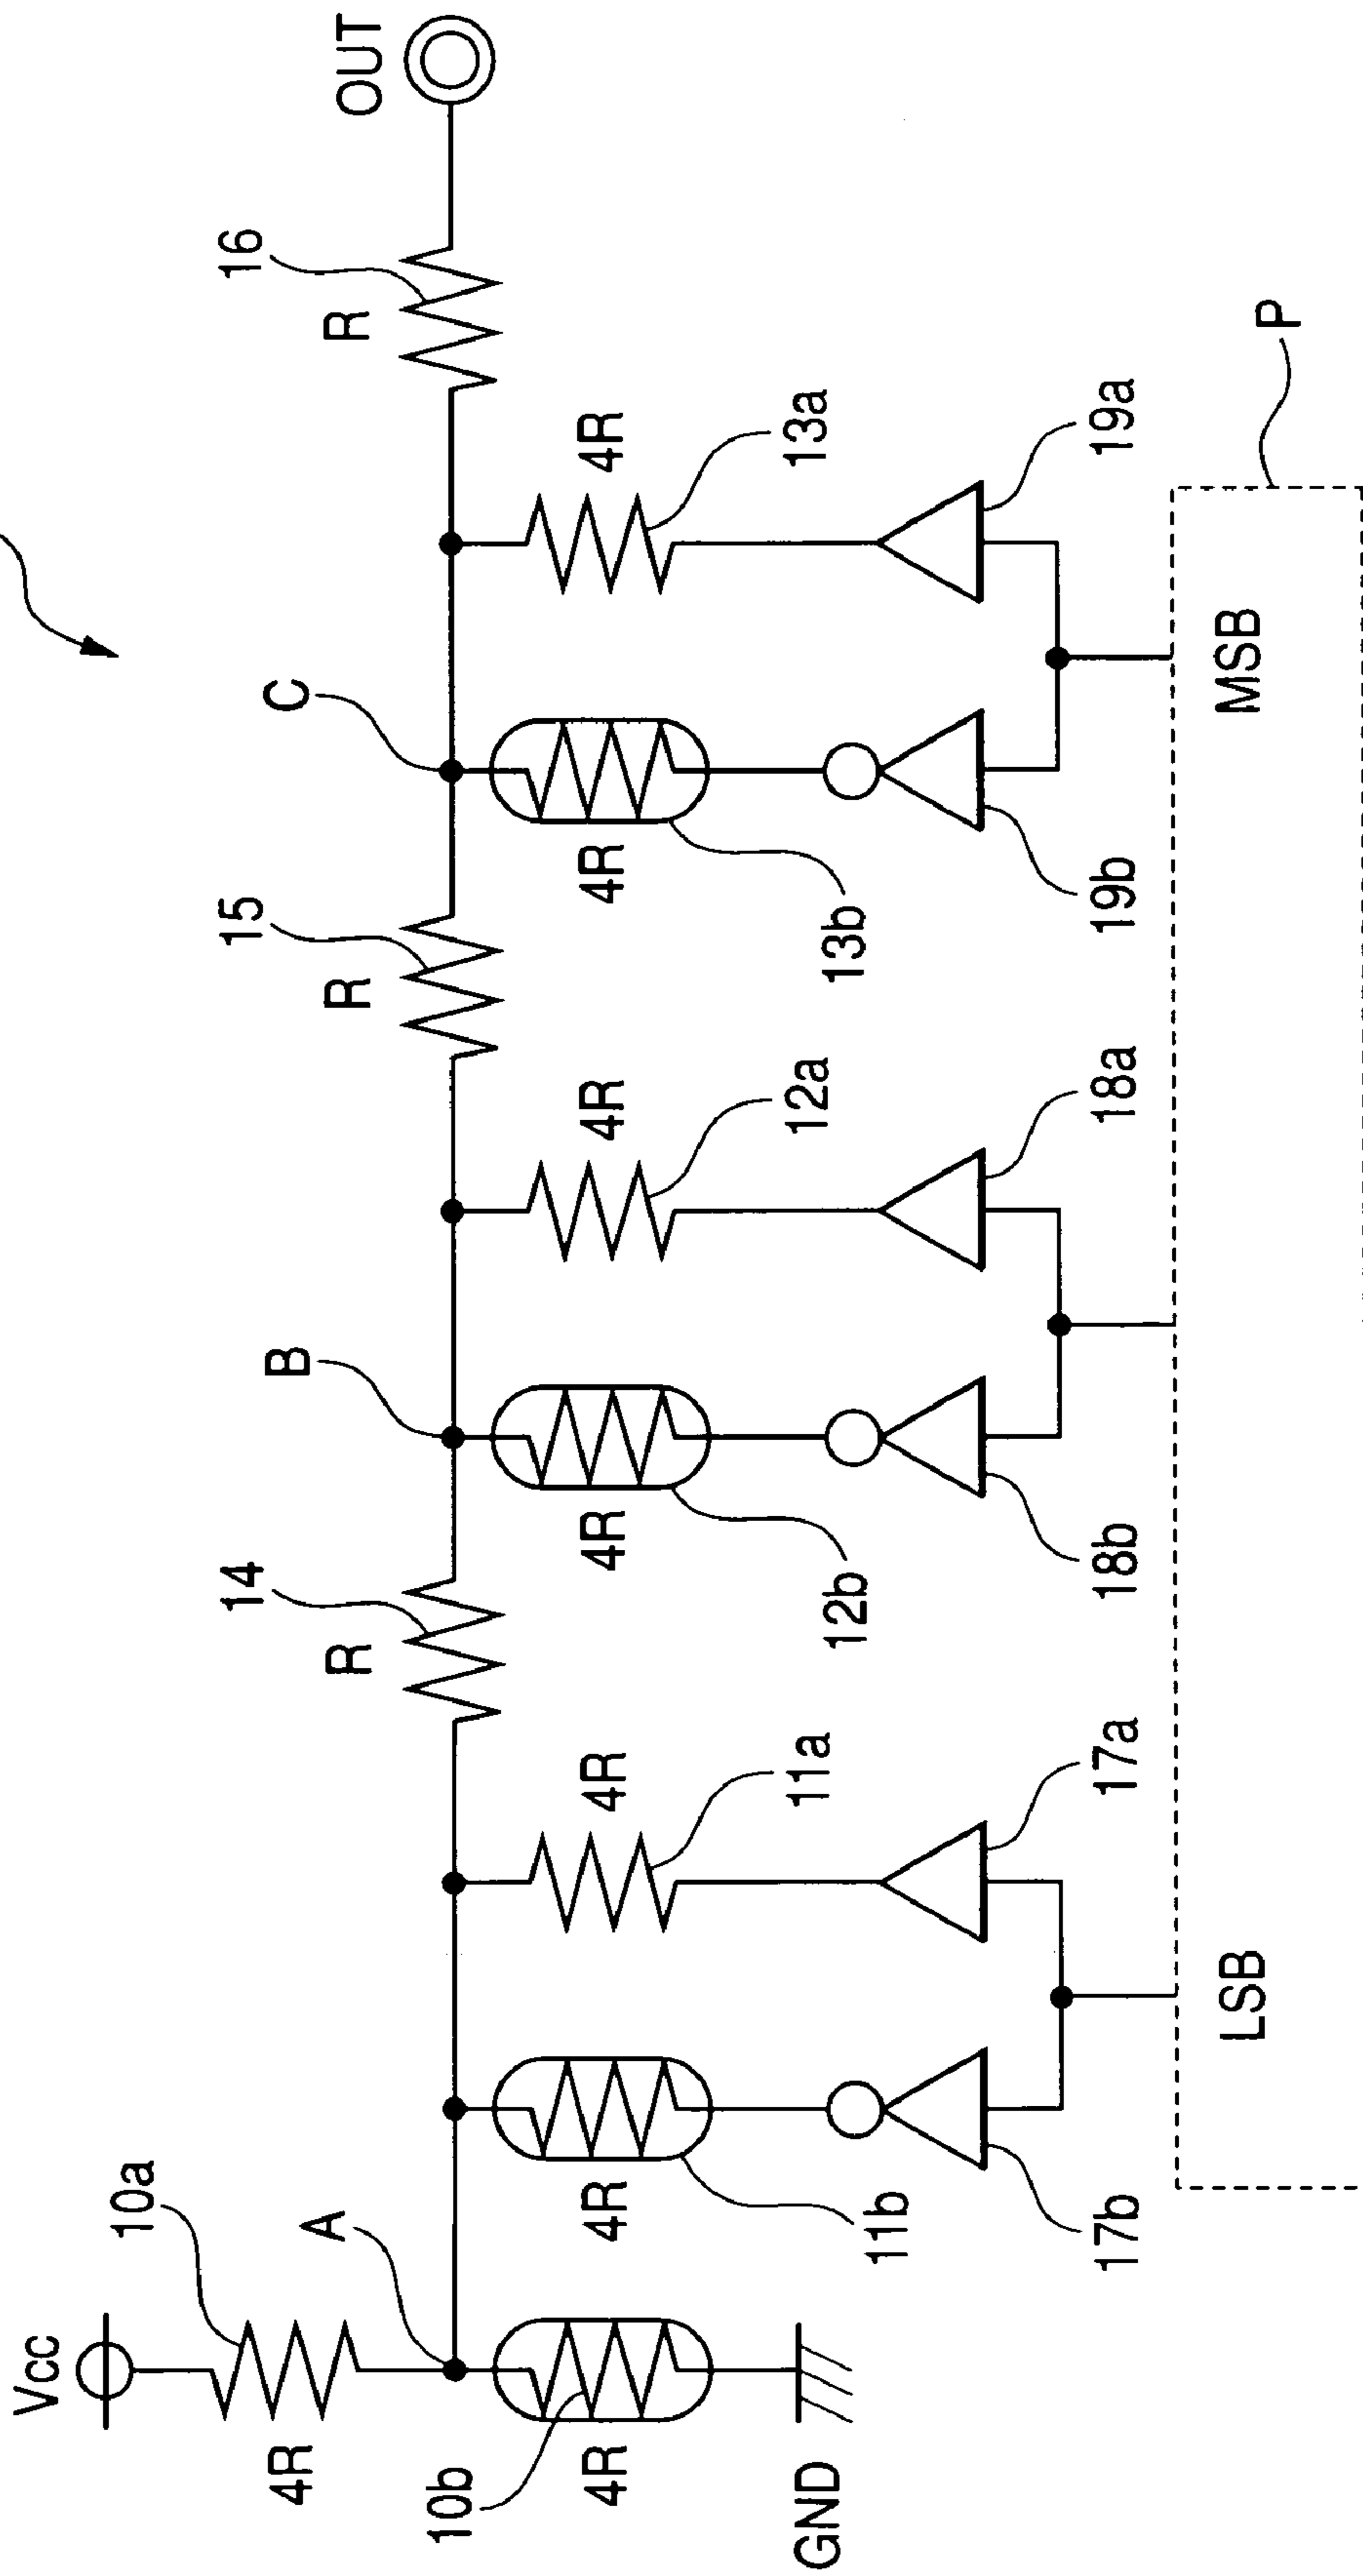 Vcc
10a
4R
A
10b
4R
GND
11b
4R
17b
11a
4R
17a
LSB
14
R
B
12b
4R
18b
12a
4R
18a
15
R
C
13b
4R
19b
13a
4R
19a
MSB
P
16
R
OUT